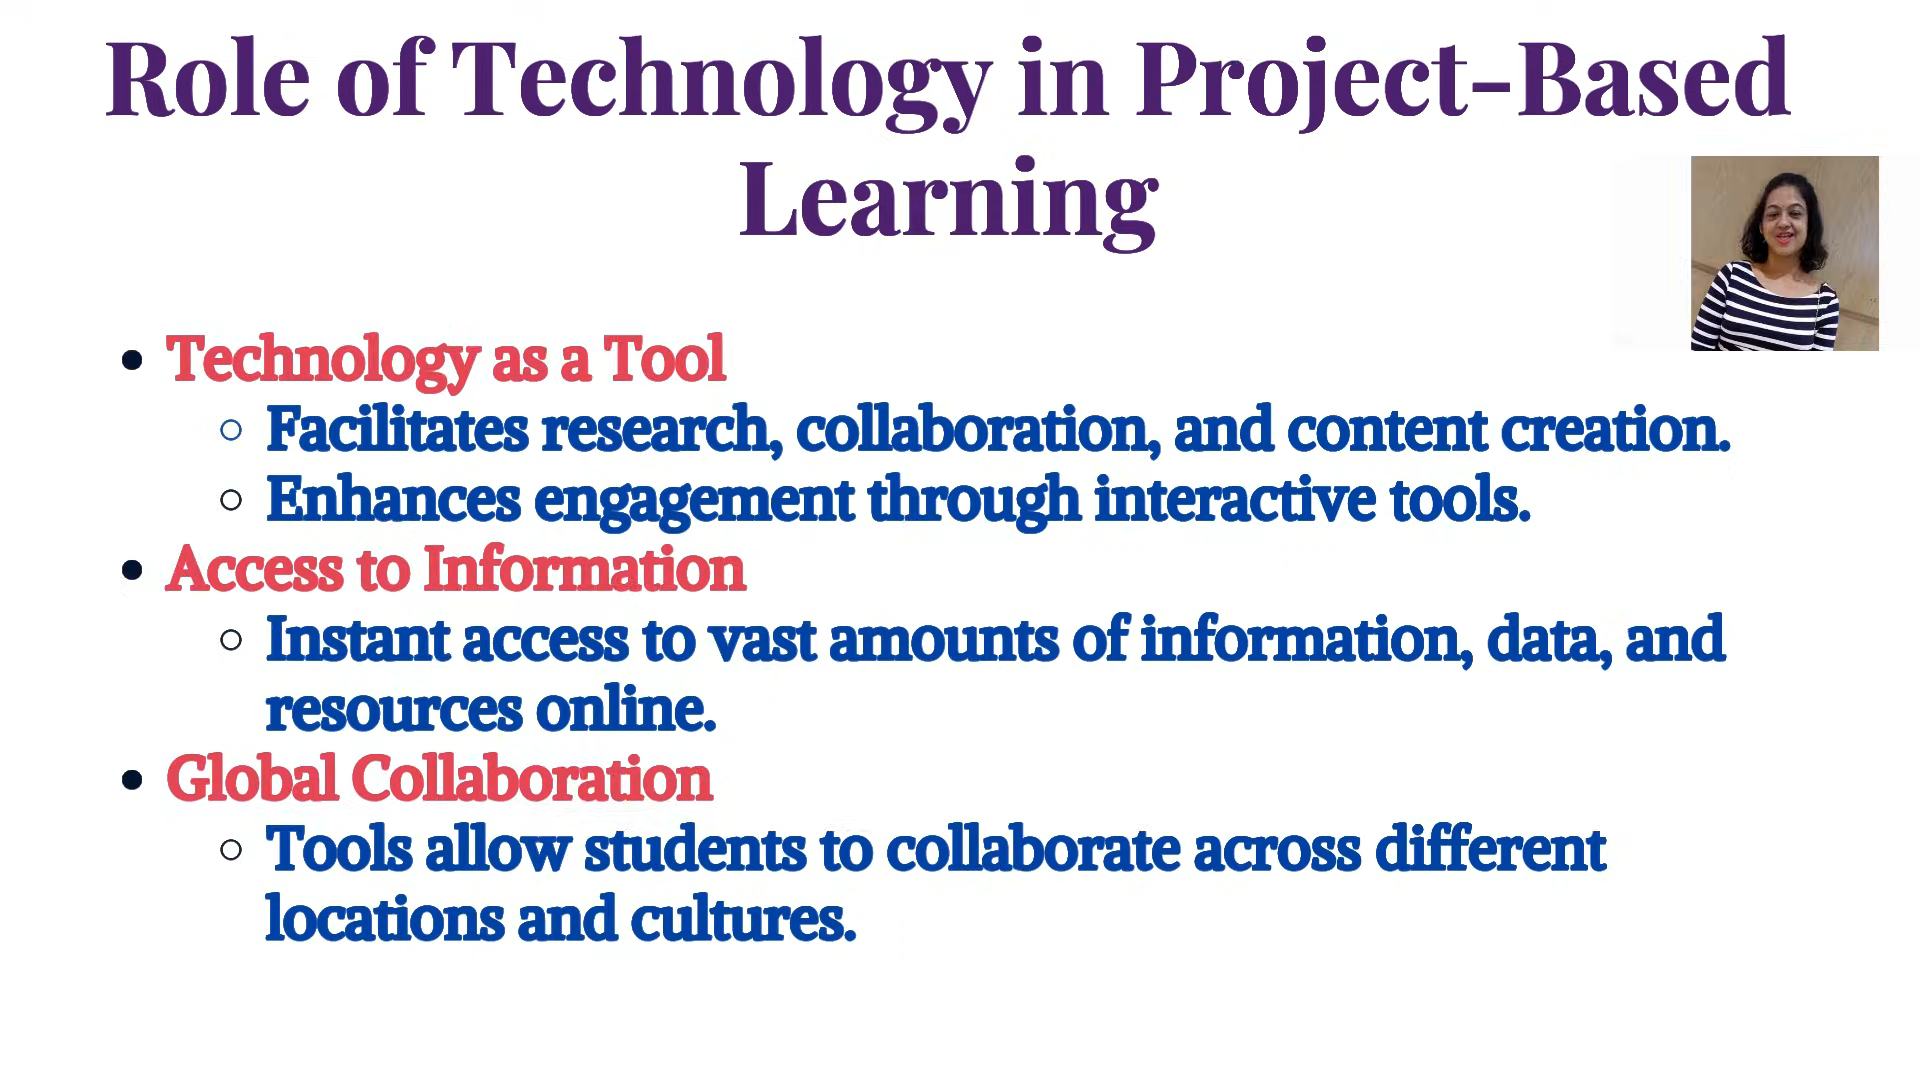 Role of Technology in Project-Based
Learning
Technology as a Tool
Facilitates research, collaboration, and content creation.
Enhances engagement through interactive tools.
Access to Information
Instant access to vast amounts of information, data, and
resources online.
Global Collaboration
Tools allow students to collaborate across different
locations and cultures.